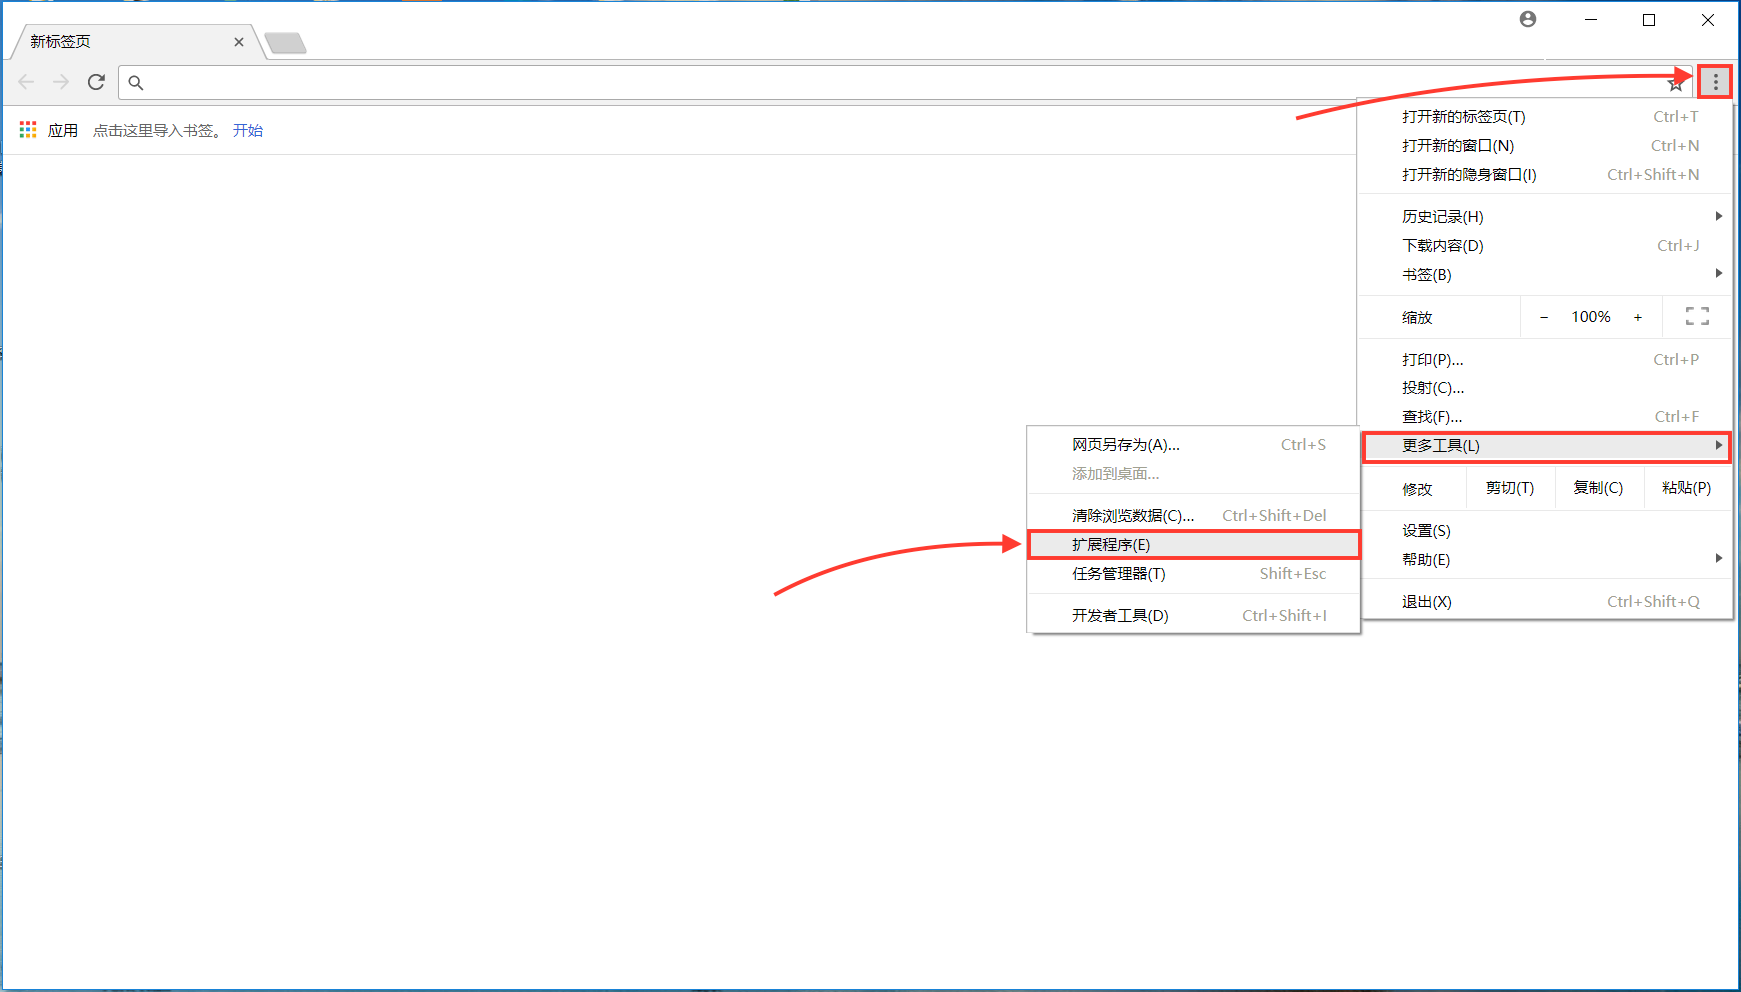 新标签页
应用 点击这里导入书签。 开始
打开新的标签页(T) Ctrl+T
打开新的窗口(N) Ctrl+N
打开新的隐身窗口(I) Ctrl+Shift+N
历史记录(H)
下载内容(D) Ctrl+J
书签(B)
缩放 − 100% +
打印(P)... Ctrl+P
投射(C)...
查找(F)... Ctrl+F
更多工具(L)
修改 剪切(T) 复制(C) 粘贴(P)
设置(S)
帮助(E)
退出(X) Ctrl+Shift+Q
网页另存为(A)... Ctrl+S
添加到桌面...
清除浏览数据(C)... Ctrl+Shift+Del
扩展程序(E)
任务管理器(T) Shift+Esc
开发者工具(D) Ctrl+Shift+I